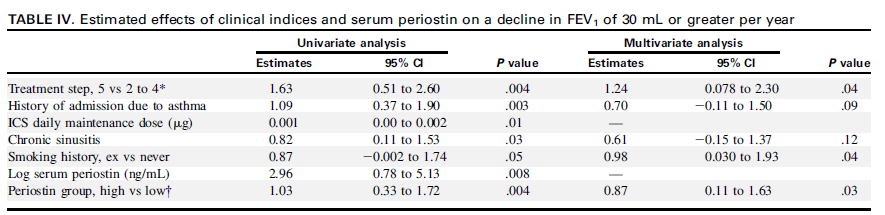 TABLE IV. Estimated effects of clinical indices and serum periostin on a decline in FEV1 of 30 mL or greater per year
Univariate analysis Multivariate analysis
Estimates 95% CI P value Estimates 95% CI P value
Treatment step, 5 vs 2 to 4* 1.63 0.51 to 2.60 .004 1.24 0.078 to 2.30 .04
History of admission due to asthma 1.09 0.37 to 1.90 .003 0.70 −0.11 to 1.50 .09
ICS daily maintenance dose (μg) 0.001 0.00 to 0.002 .01 —
Chronic sinusitis 0.82 0.11 to 1.53 .03 0.61 −0.15 to 1.37 .12
Smoking history, ex vs never 0.87 −0.002 to 1.74 .05 0.98 0.030 to 1.93 .04
Log serum periostin (ng/mL) 2.96 0.78 to 5.13 .008 —
Periostin group, high vs low† 1.03 0.33 to 1.72 .004 0.87 0.11 to 1.63 .03